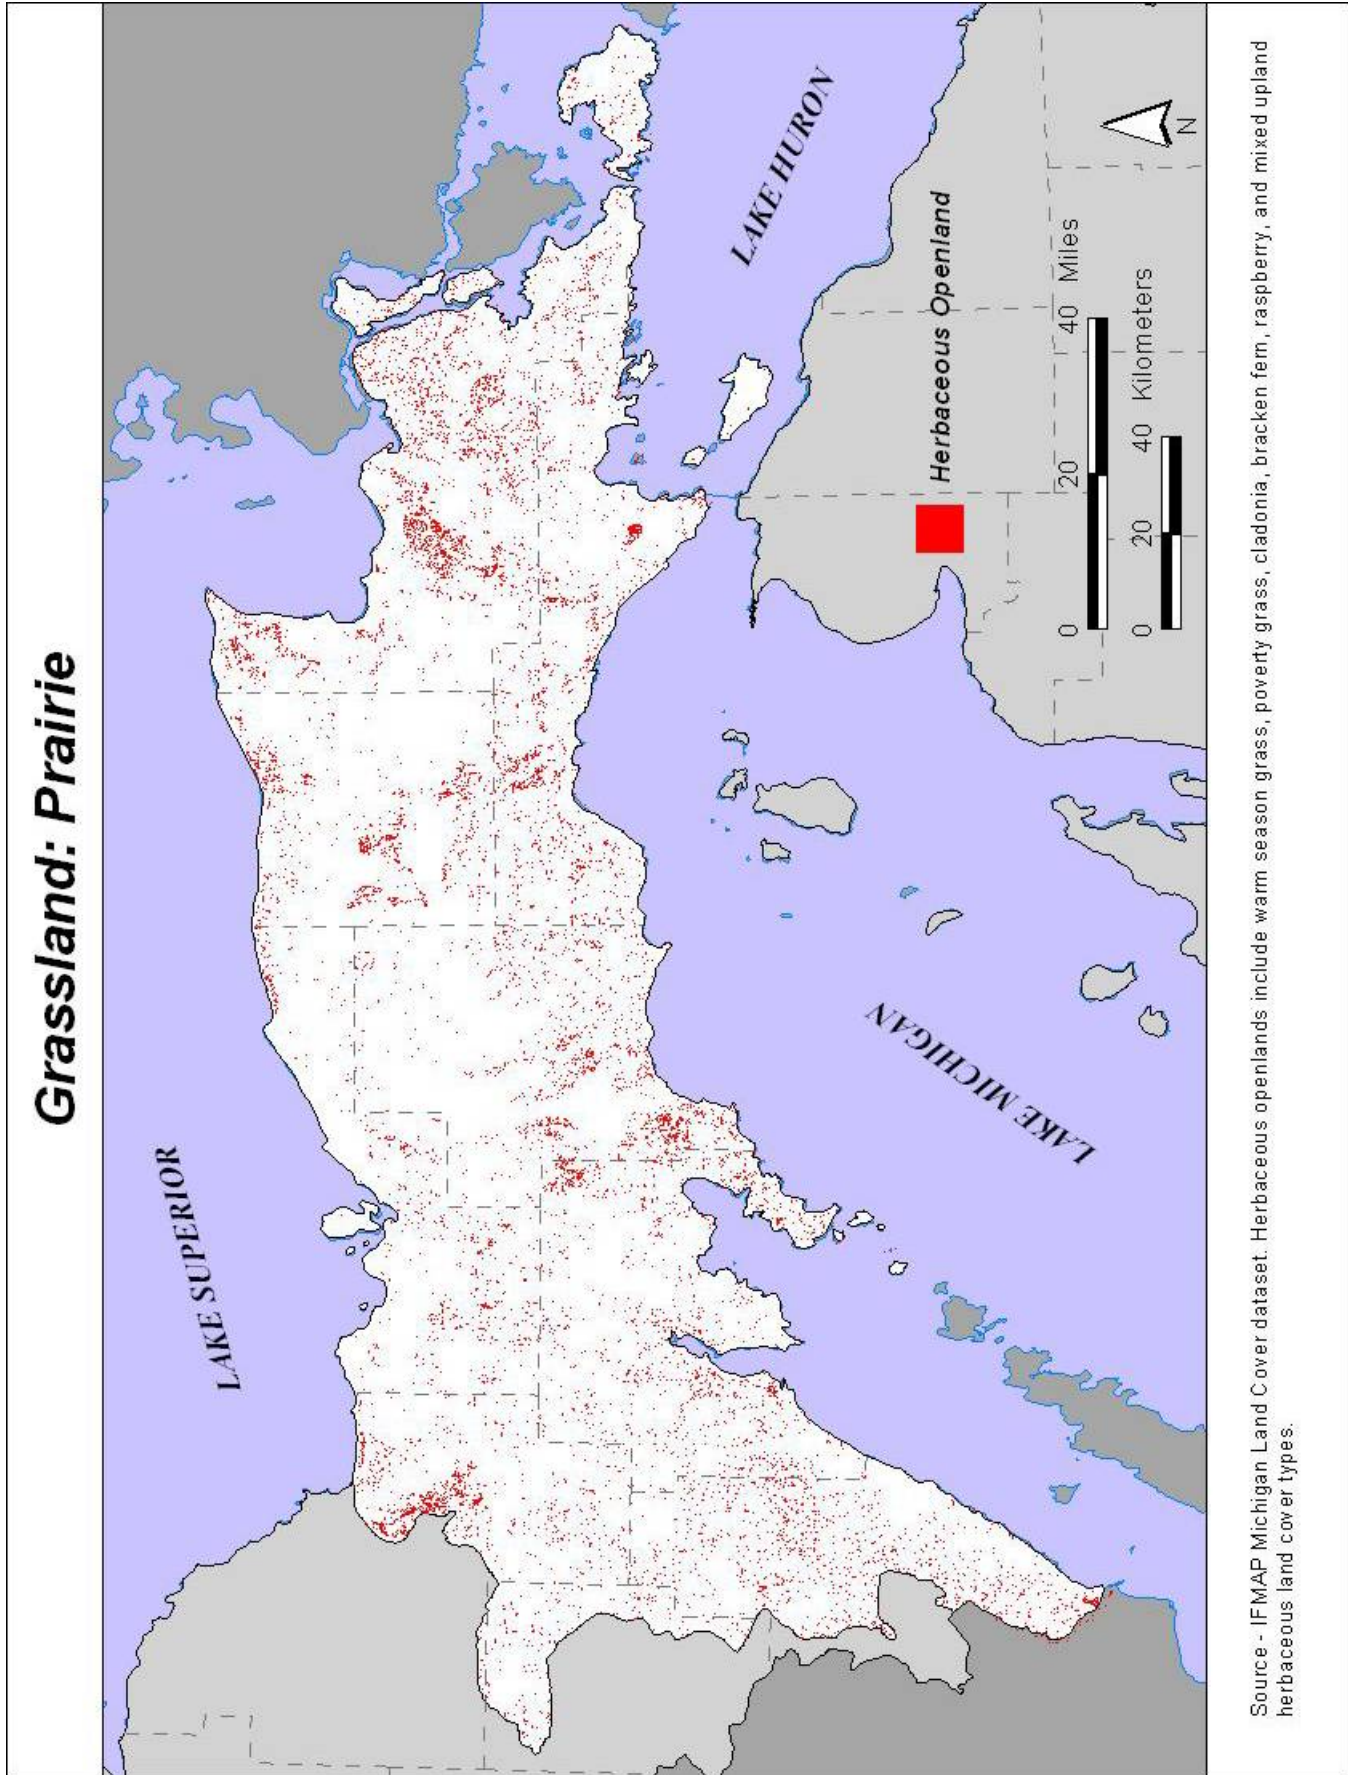 Grassland: Prairie
LAKE SUPERIOR
LAKE HURON
LAKE MICHIGAN
Herbaceous Openland
0 20 40 Miles
0 20 40 Kilometers
N
Source - IFMAP Michigan Land Cover dataset. Herbaceous openlands include warm season grass, poverty grass, cladonia, bracken fern, raspberry, and mixed upland
herbaceous land cover types.